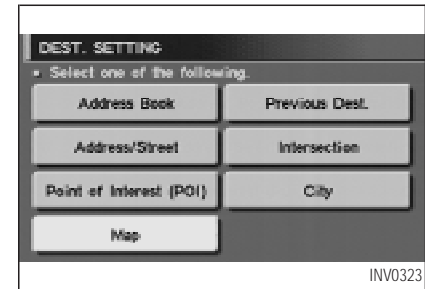 DEST. SETTING
Select one of the following.
Address Book
Previous Dest.
Address/Street
Intersection
Point of Interest (POI)
City
Map
INV0323